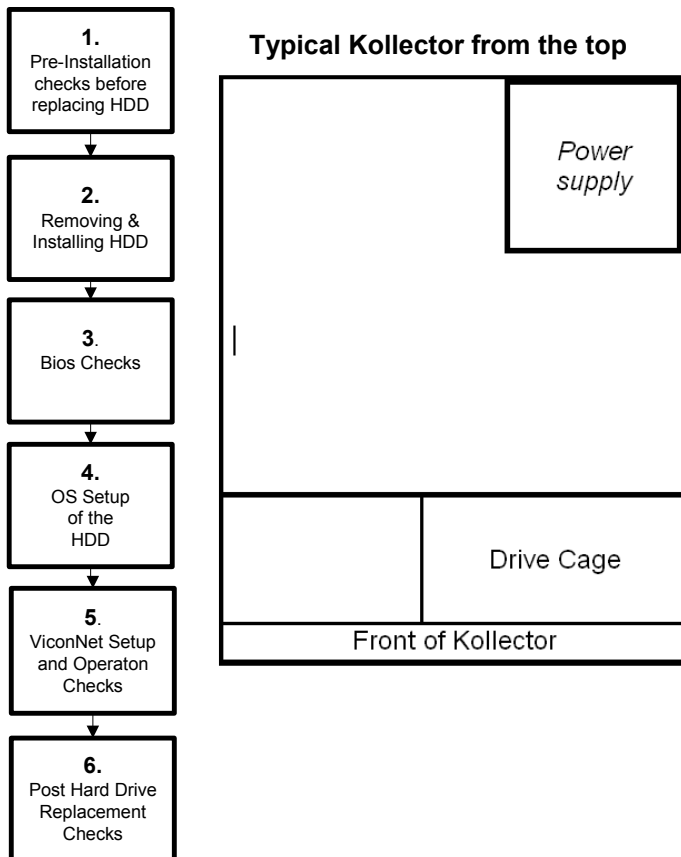 1.
Pre-Installation
checks before
replacing HDD
2.
Removing &
Installing HDD
3.
Bios Checks
4.
OS Setup
of the
HDD
5.
ViconNet Setup
and Operaton
Checks
6.
Post Hard Drive
Replacement
Checks
Typical Kollector from the top
Power
supply
Drive Cage
Front of Kollector